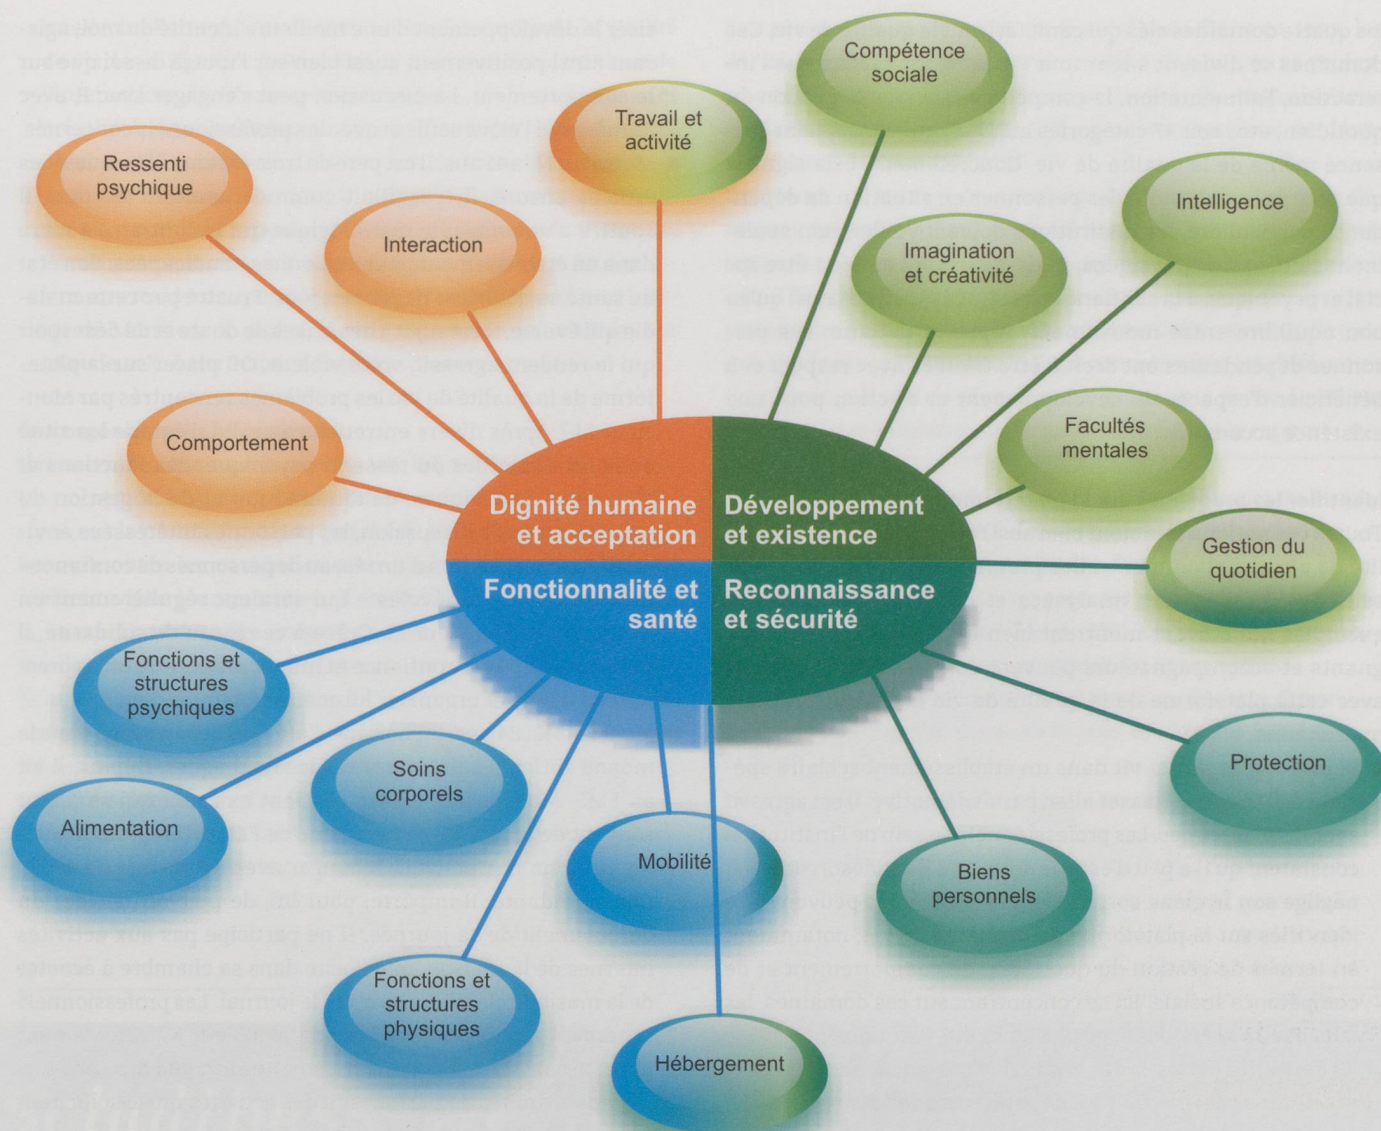 Compétence
sociale
Travail et
activité
Ressenti
psychique
Intelligence
Interaction
Imagination
et créativité
Comportement
Facultés
mentales
Dignité humaine
et acceptation
Développement
et existence
Gestion du
quotidien
Fonctionnalité et
santé
Reconnaissance
et sécurité
Fonctions et
structures
psychiques
Protection
Soins
corporels
Alimentation
Mobilité
Biens
personnels
Fonctions et
structures
physiques
Hébergement